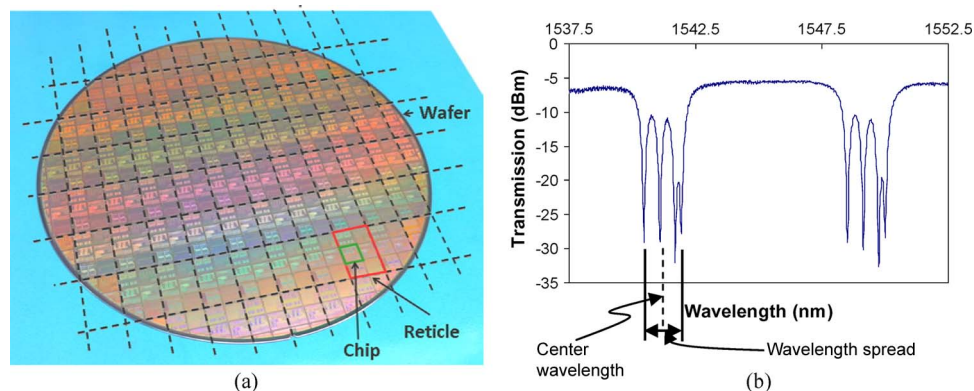 Wafer
Reticle
Chip
(a)
1537.5 1542.5 1547.5 1552.5
0
-5
-10
-15
-20
-25
-30
-35
Transmission (dBm)
Wavelength (nm)
Center
wavelength
Wavelength spread
(b)